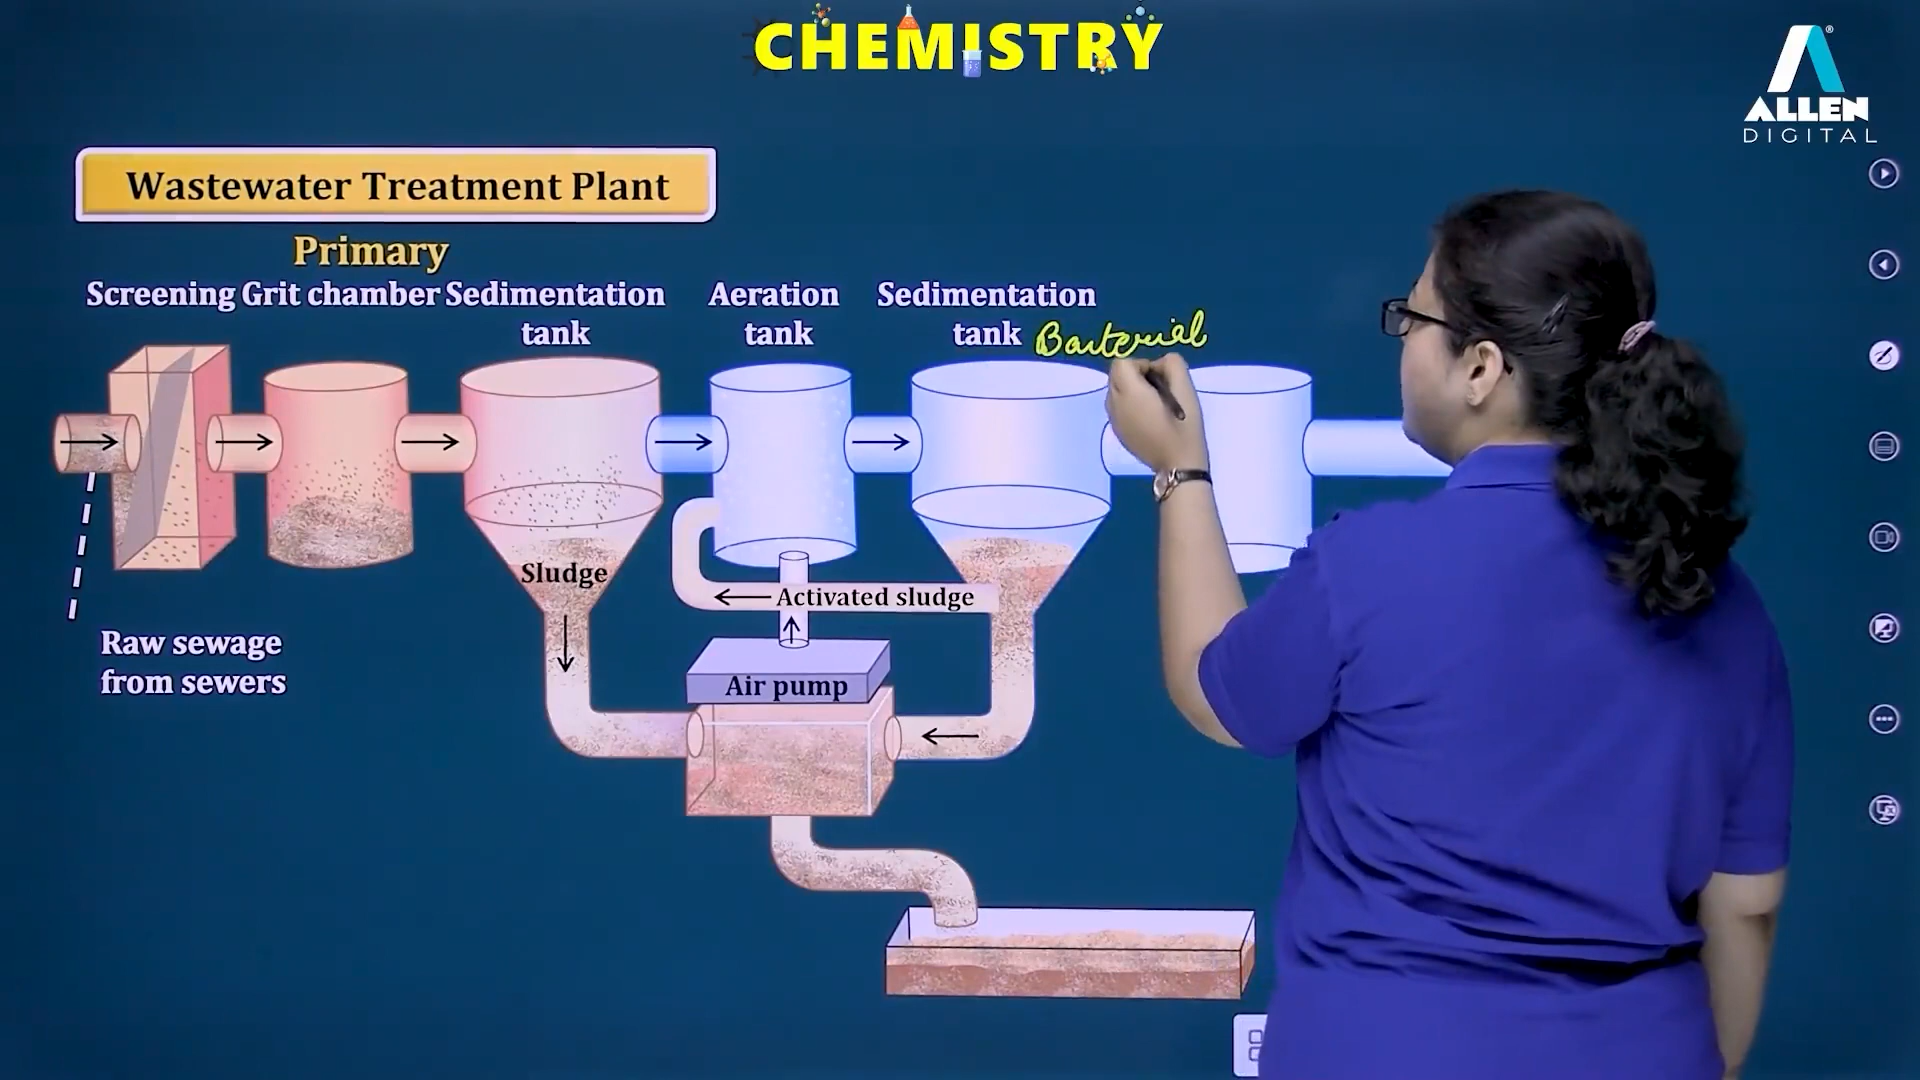 CHEMISTRY
ALLEN
DIGITAL
Wastewater Treatment Plant
Primary
Screening Grit chamber Sedimentation tank
Aeration tank
Sedimentation tank
Bacterial
Sludge
Activated sludge
Air pump
Raw sewage
from sewers